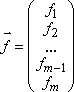 f⃗ = ( f₁
f₂
...
fₘ₋₁
fₘ )